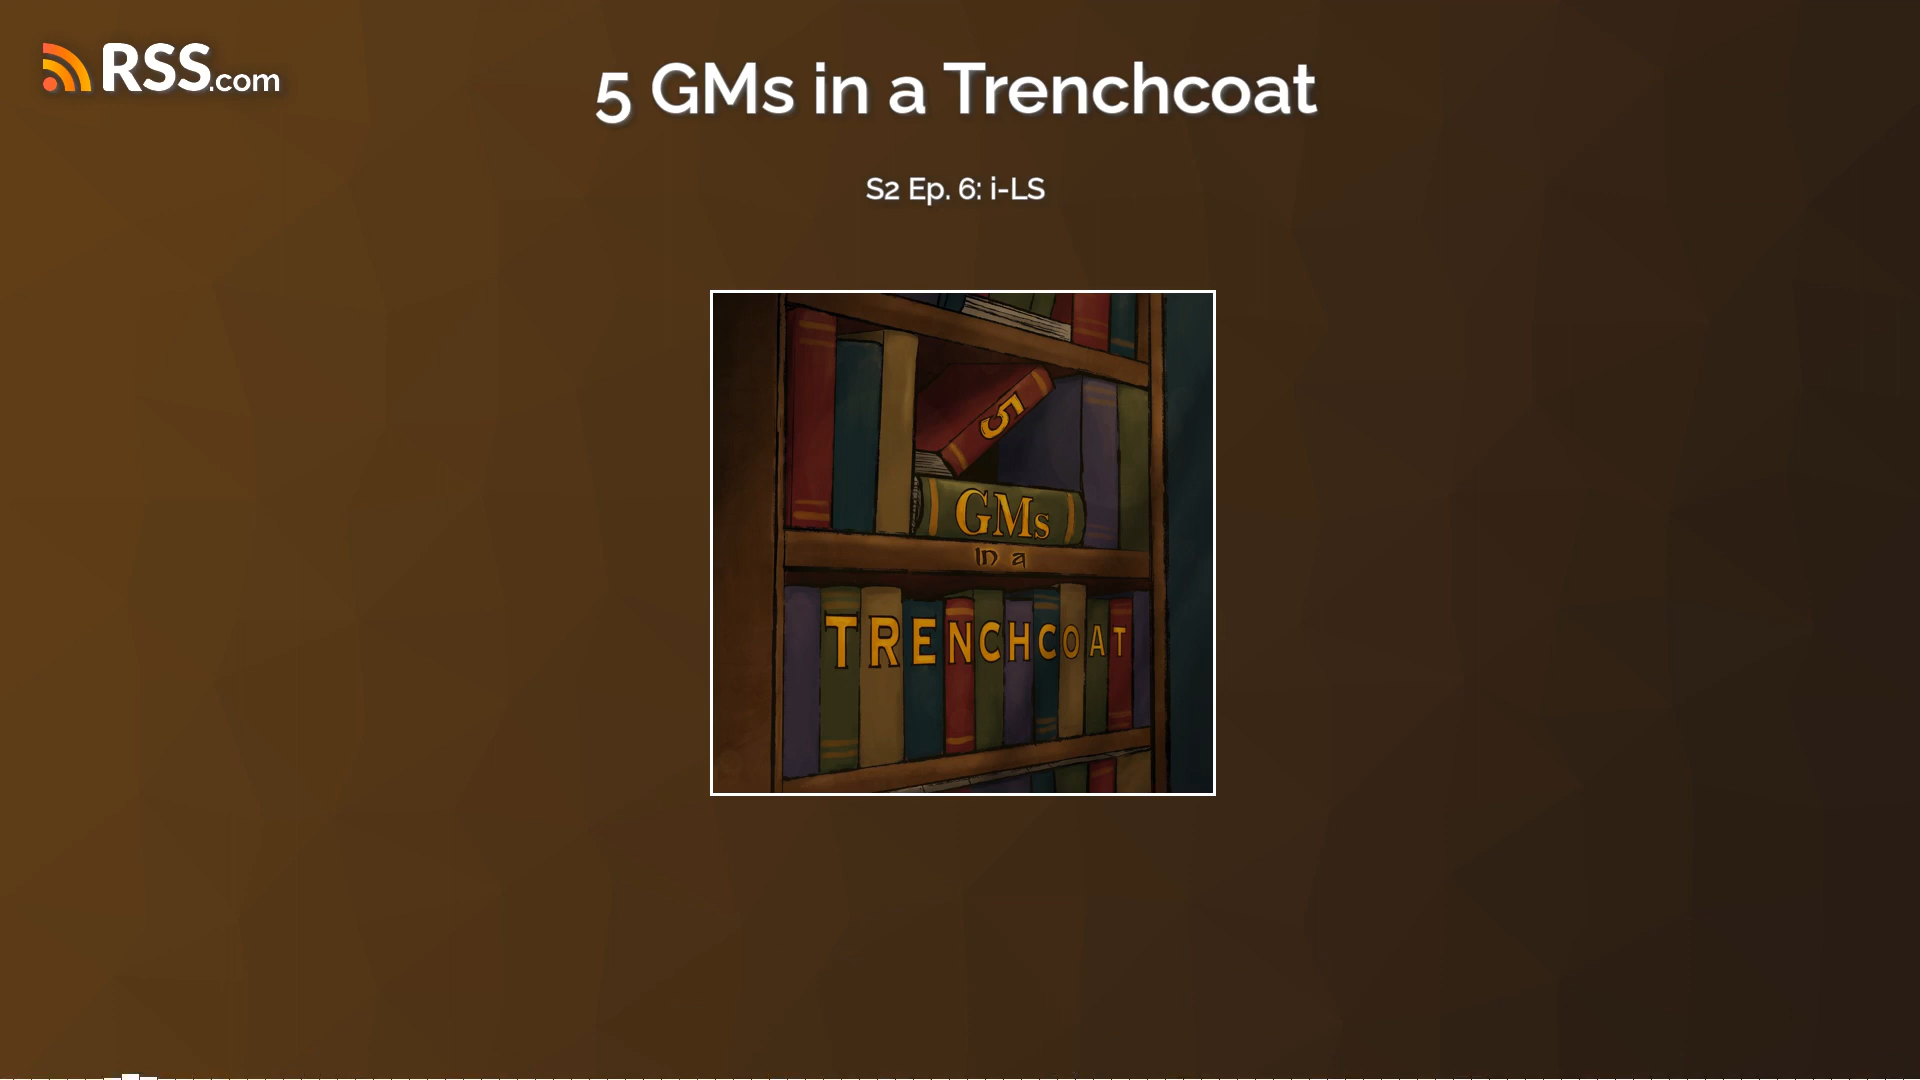 RSS.com
5 GMs in a Trenchcoat
S2 Ep. 6: i-LS
5
GMs
in a
TRENCHCOAT